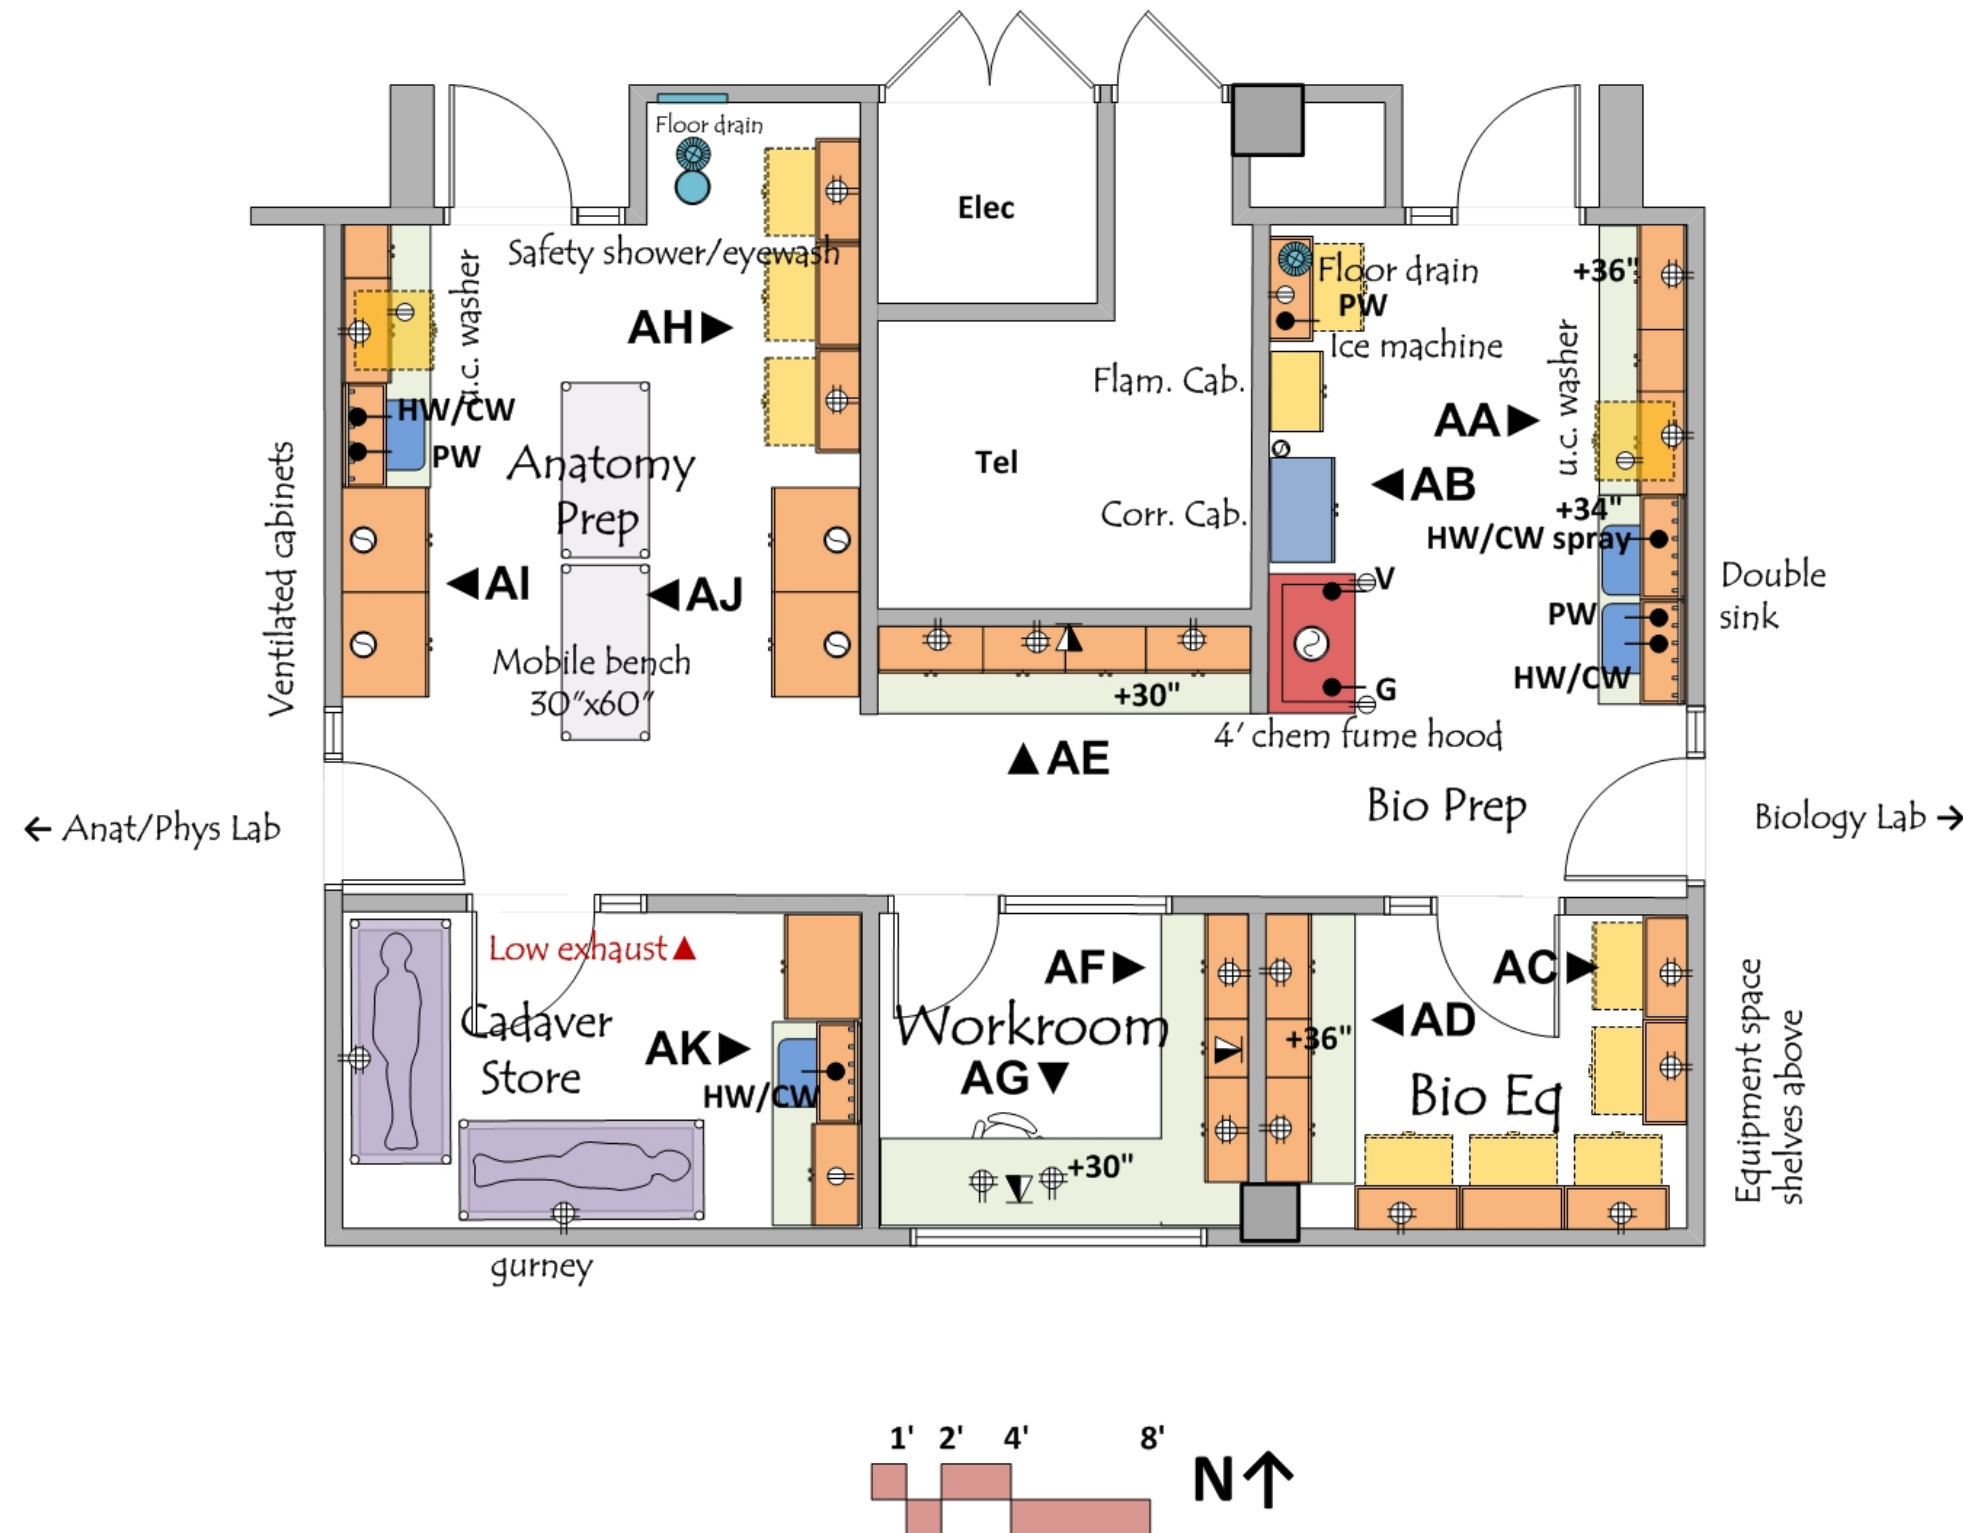 Floor drain
Elec
Safety shower/eyewash
u.c. washer
AH
Floor drain
PW
Ice machine
+36"
Flam. Cab.
u.c. washer
AA
HW/CW
PW
Anatomy
Prep
Tel
AB
Corr. Cab.
+34"
HW/CW spray
Ventilated cabinets
AI
AJ
V
PW
Double
sink
Mobile bench
30"x60"
+30"
G
HW/CW
4' chem fume hood
AE
Bio Prep
← Anat/Phys Lab
Biology Lab →
Low exhaust
AF
AC
Cadaver
Store
AK
HW/CW
Workroom
AG
+36"
AD
Bio Eq
Equipment space
shelves above
+30"
gurney
1' 2' 4' 8'
N↑